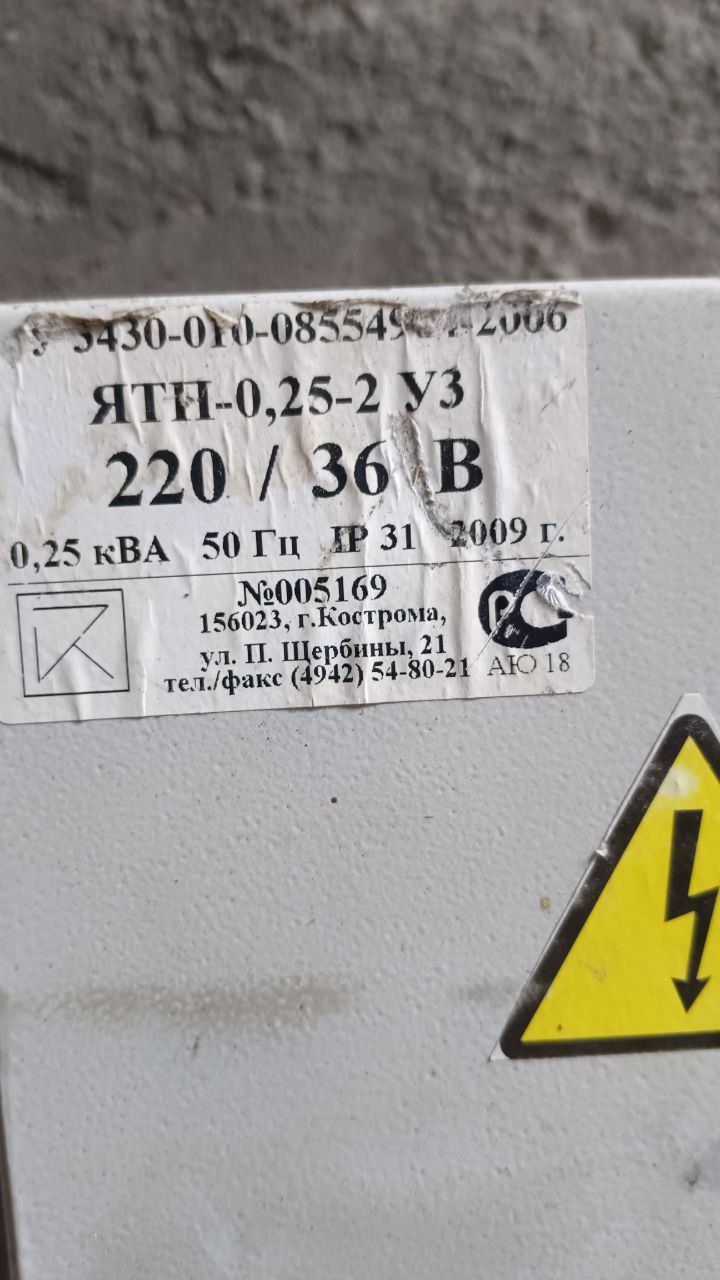 ЯТП-0,25-2 У3
220 / 36 В
0,25 кВА 50 Гц IP 31 2009 г.
№005169
156023, г.Кострома,
ул. П. Щербины, 21
тел./факс (4942) 54-80-21
АЮ 18